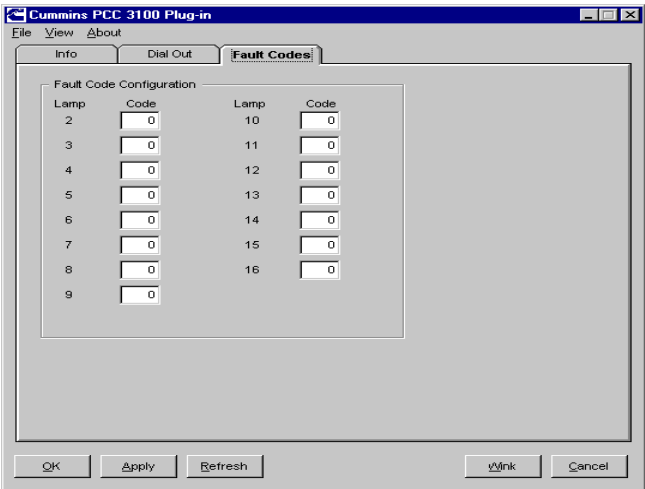 Cummins PCC 3100 Plug-in
File View About
Info Dial Out Fault Codes
Fault Code Configuration
Lamp Code Lamp Code
2 0 10 0
3 0 11 0
4 0 12 0
5 0 13 0
6 0 14 0
7 0 15 0
8 0 16 0
9 0
OK Apply Refresh Wink Cancel